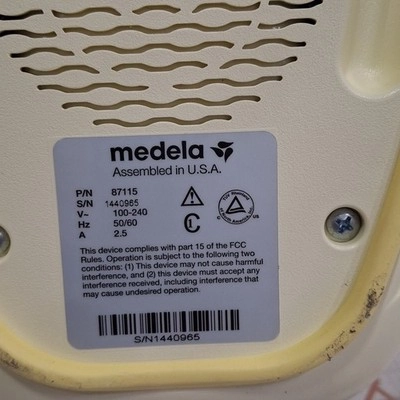 medela
Assembled in U.S.A.
P/N 87115
S/N 1440965
V~ 100-240
Hz 50/60
A 2.5
C US
This device complies with part 15 of the FCC
Rules. Operation is subject to the following two
conditions: (1) This device may not cause harmful
interference, and (2) this device must accept any
interference received, including interference that
may cause undesired operation.
S/N1440965